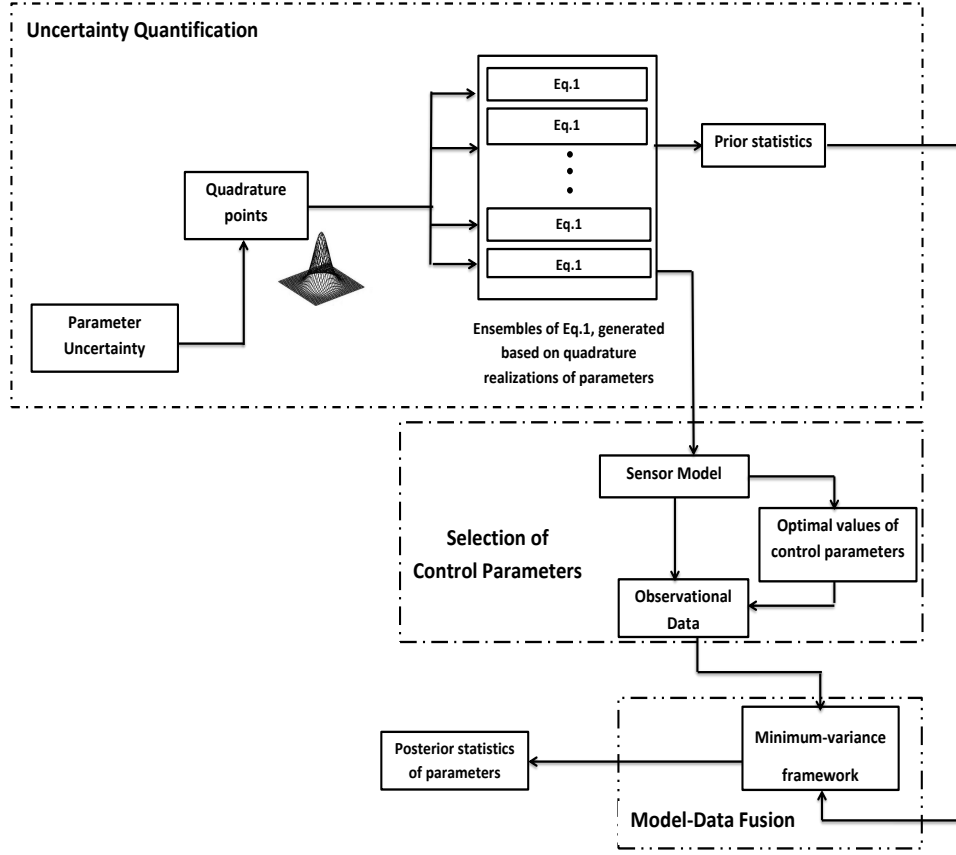 Uncertainty Quantification
Eq.1
Eq.1
Prior statistics
Quadrature
points
Eq.1
Eq.1
Parameter
Uncertainty
Ensembles of Eq.1, generated
based on quadrature
realizations of parameters
Sensor Model
Optimal values of
control parameters
Selection of
Control Parameters
Observational
Data
Minimum-variance
framework
Posterior statistics
of parameters
Model-Data Fusion